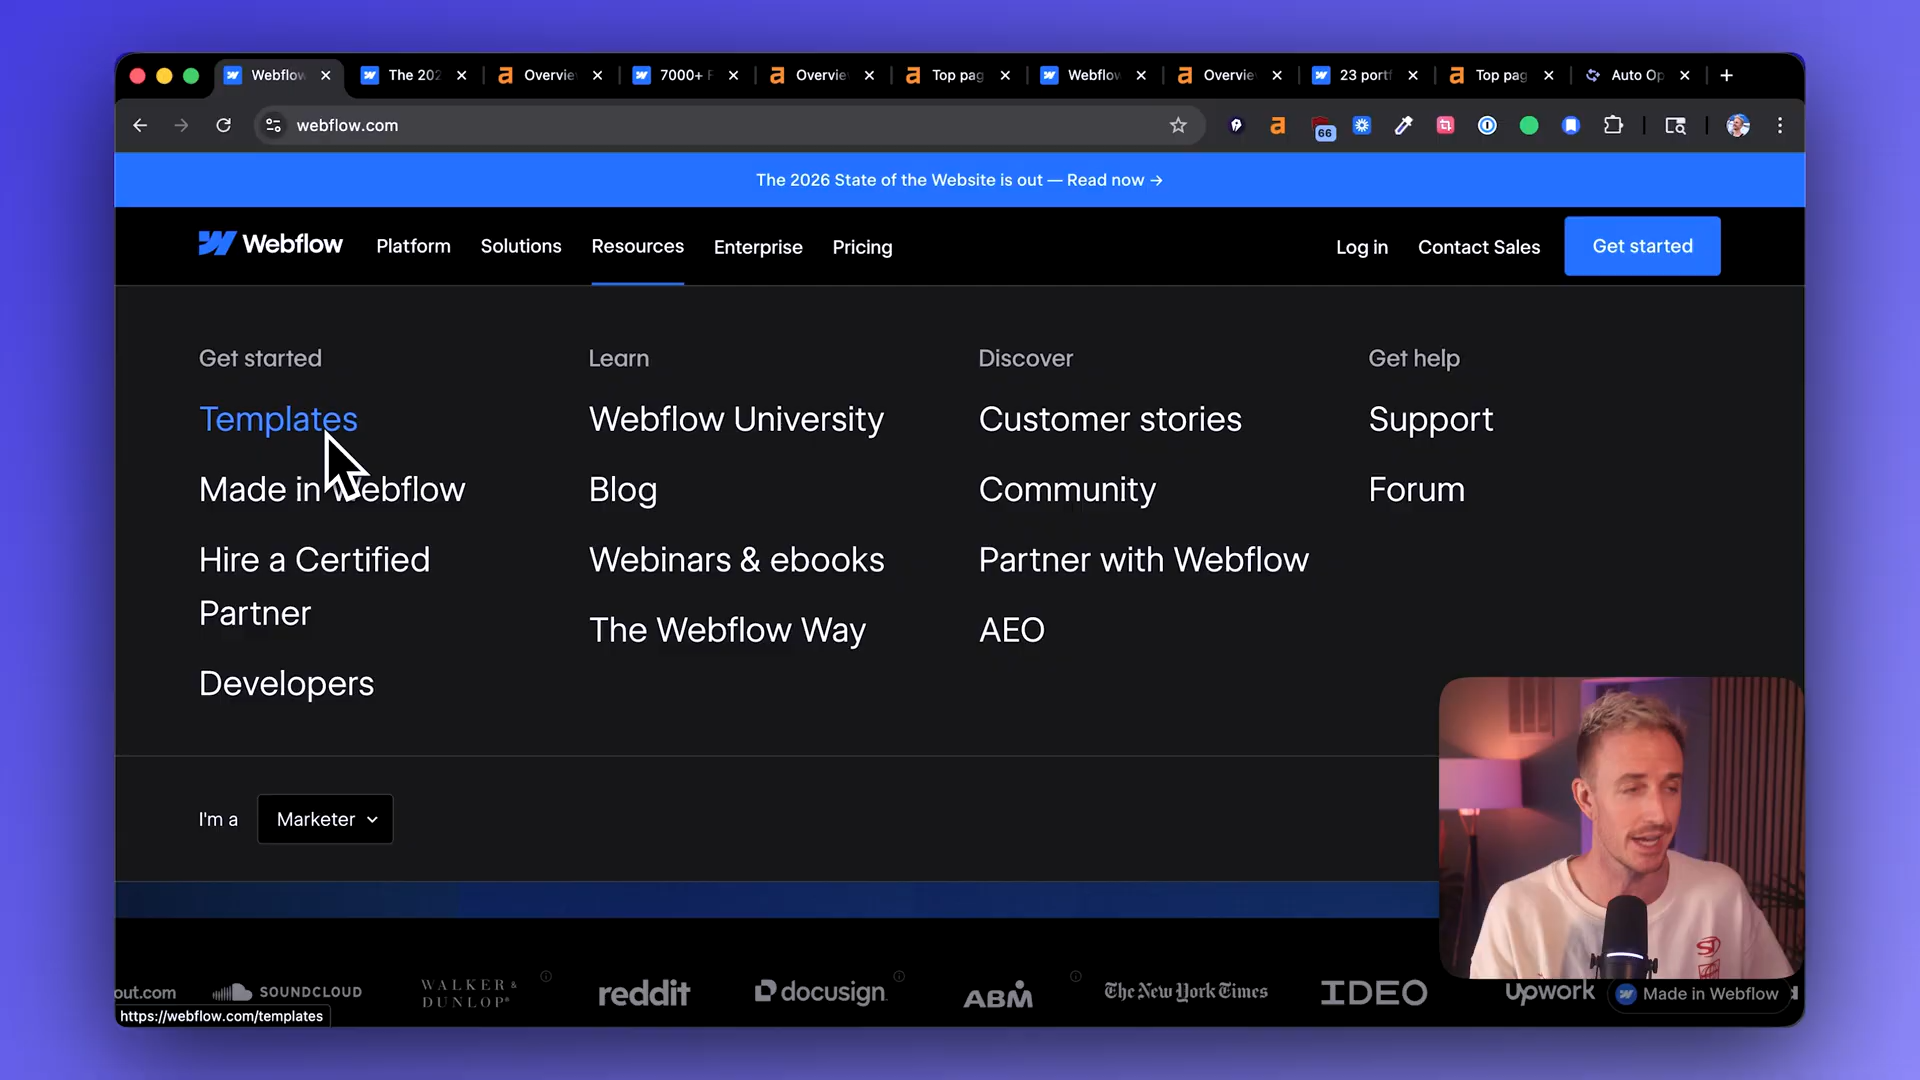 Webflow
The 202
Overvie
7000+ F
Overvie
Top pag
Webflow
Overvie
23 portf
Top pag
Auto Op
webflow.com
66
The 2026 State of the Website is out — Read now →
Webflow
Platform
Solutions
Resources
Enterprise
Pricing
Log in
Contact Sales
Get started
Get started
Templates
Made in Webflow
Hire a Certified
Partner
Developers
Learn
Webflow University
Blog
Webinars & ebooks
The Webflow Way
Discover
Customer stories
Community
Partner with Webflow
AEO
Get help
Support
Forum
I'm a
Marketer
out.com
SOUNDCLOUD
WALKER &
DUNLOP
reddit
docusign
ABM
The New York Times
IDEO
Upwork
Made in Webflow
https://webflow.com/templates